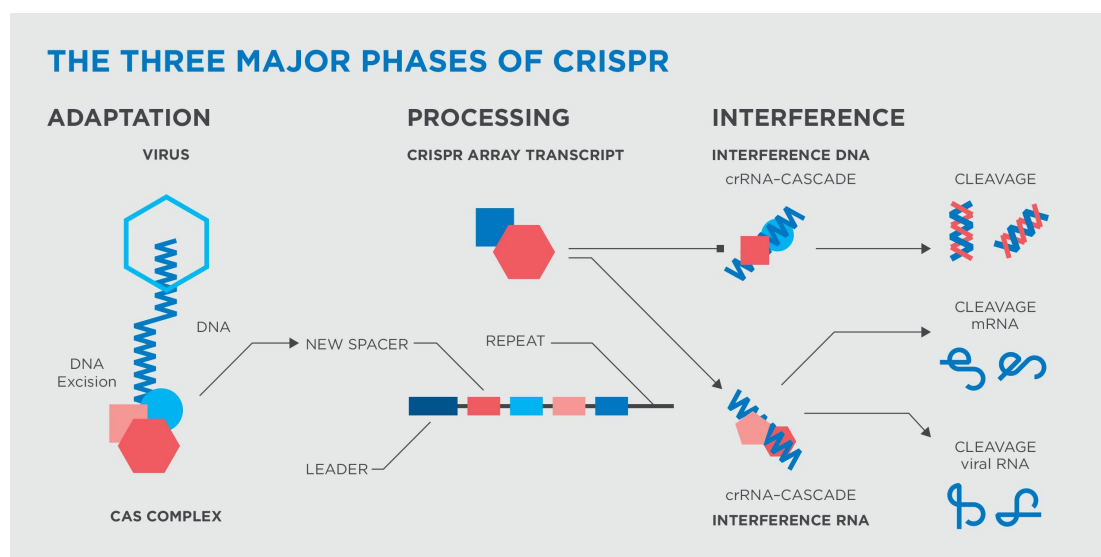 THE THREE MAJOR PHASES OF CRISPR
ADAPTATION
VIRUS
DNA
DNA
Excision
CAS COMPLEX
PROCESSING
CRISPR ARRAY TRANSCRIPT
NEW SPACER
REPEAT
LEADER
INTERFERENCE
INTERFERENCE DNA
crRNA–CASCADE
CLEAVAGE
CLEAVAGE
mRNA
CLEAVAGE
viral RNA
crRNA–CASCADE
INTERFERENCE RNA